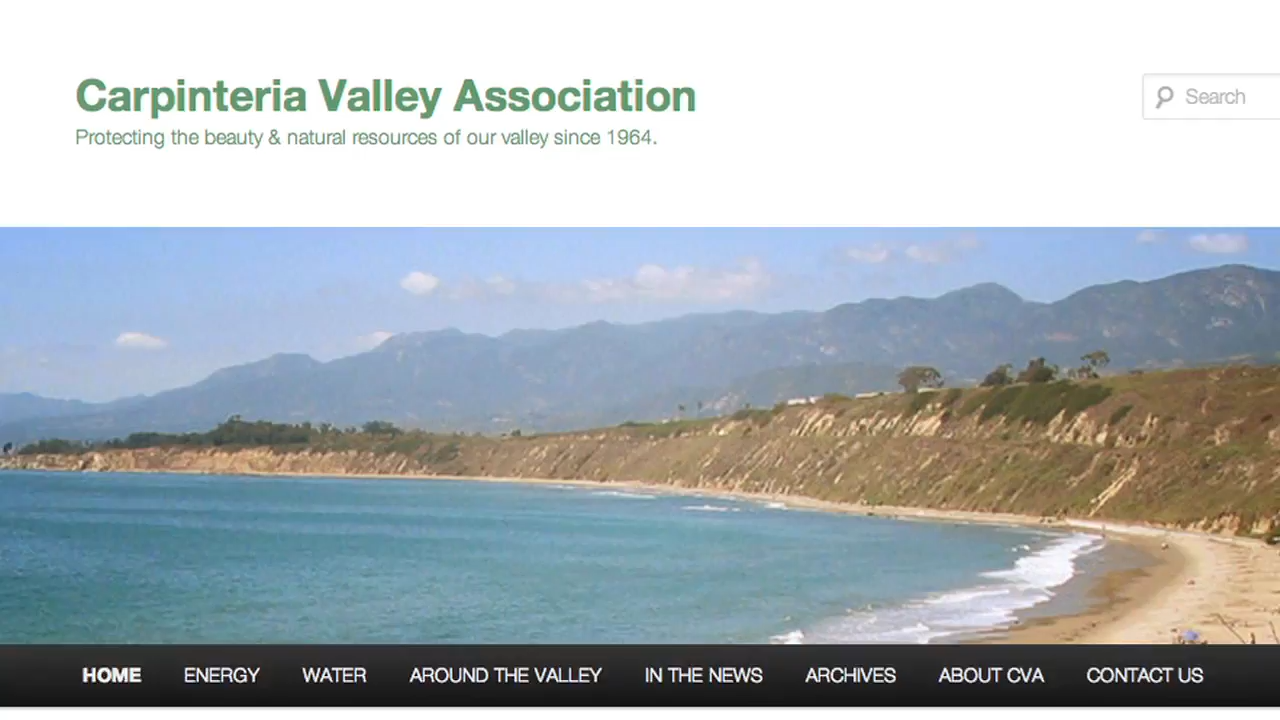 Carpinteria Valley Association
Search
Protecting the beauty & natural resources of our valley since 1964.
HOME ENERGY WATER AROUND THE VALLEY IN THE NEWS ARCHIVES ABOUT CVA CONTACT US